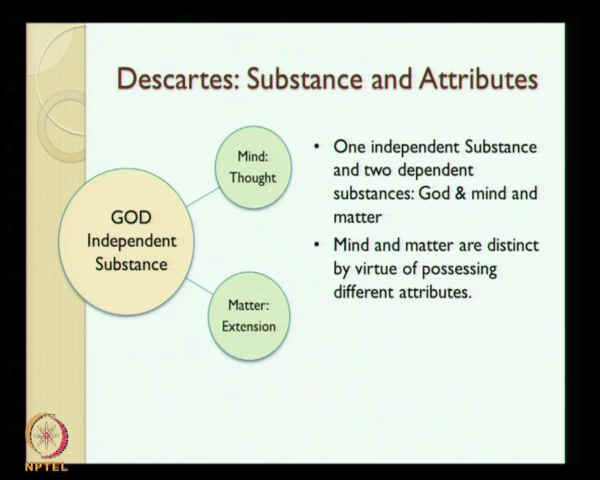 Descartes: Substance and Attributes
Mind:
Thought
GOD
Independent
Substance
Matter:
Extension
• One independent Substance
and two dependent
substances: God & mind and
matter
• Mind and matter are distinct
by virtue of possessing
different attributes.
NPTEL